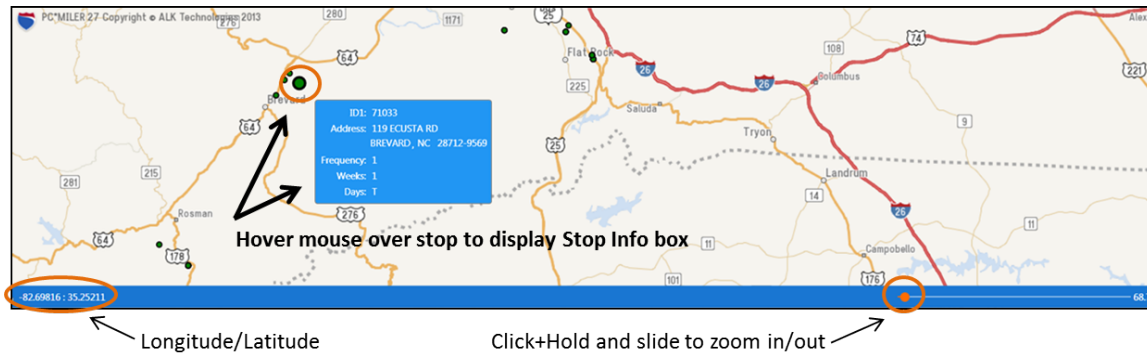 PC*MILER 27 Copyright © ALK Technologies 2013
276
280
1171
25
74
Alex
64
Flat Rock
26
26
108
Columbus
221
225
Brevard
Saluda
64
ID1: 71033
Address: 119 ECUSTA RD
BREVARD, NC 28712-9569
Frequency: 1
Weeks: 1
Days: T
9
Tryon
25
215
281
Landrum
14
Rosman
276
26
11
64
Hover mouse over stop to display Stop Info box
11
178
Campobello
101
176
-82.69816 : 35.25211
68.
Longitude/Latitude
Click+Hold and slide to zoom in/out